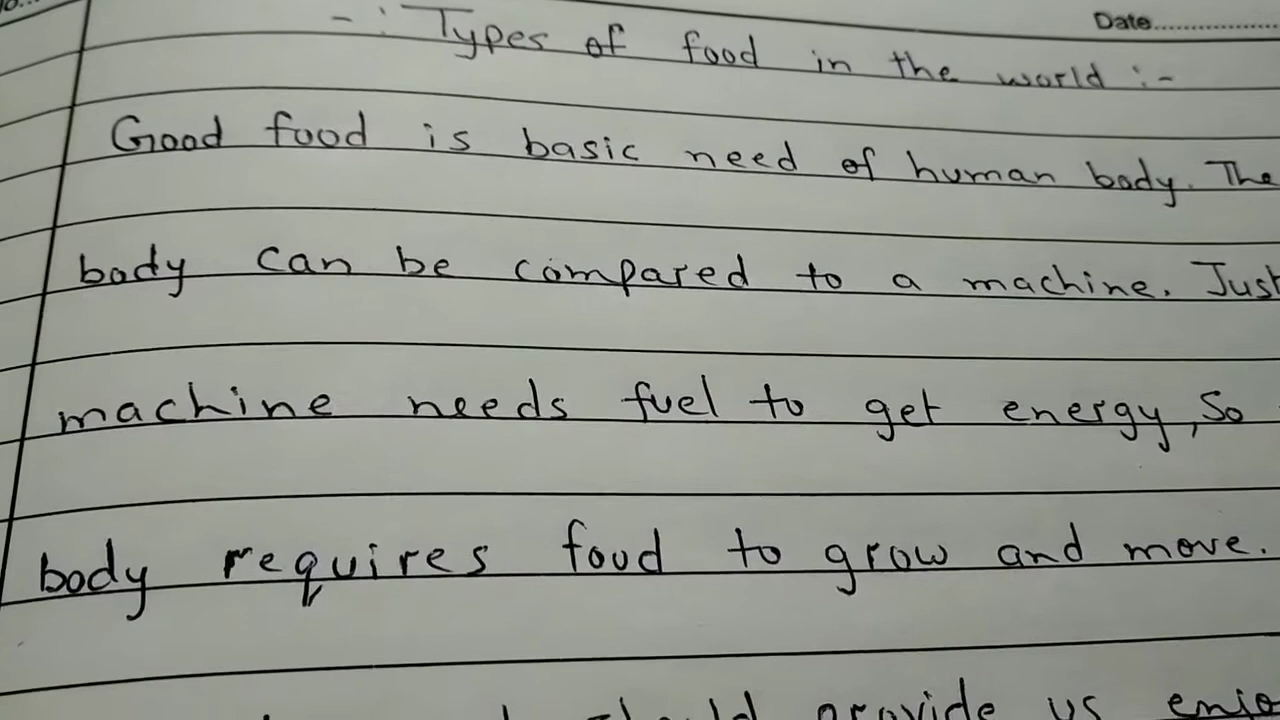 Date....................
-: Types of food in the world :-
Good food is basic need of human body. The
body can be compared to a machine. Just
machine needs fuel to get energy, So
body requires food to grow and move.
provide us